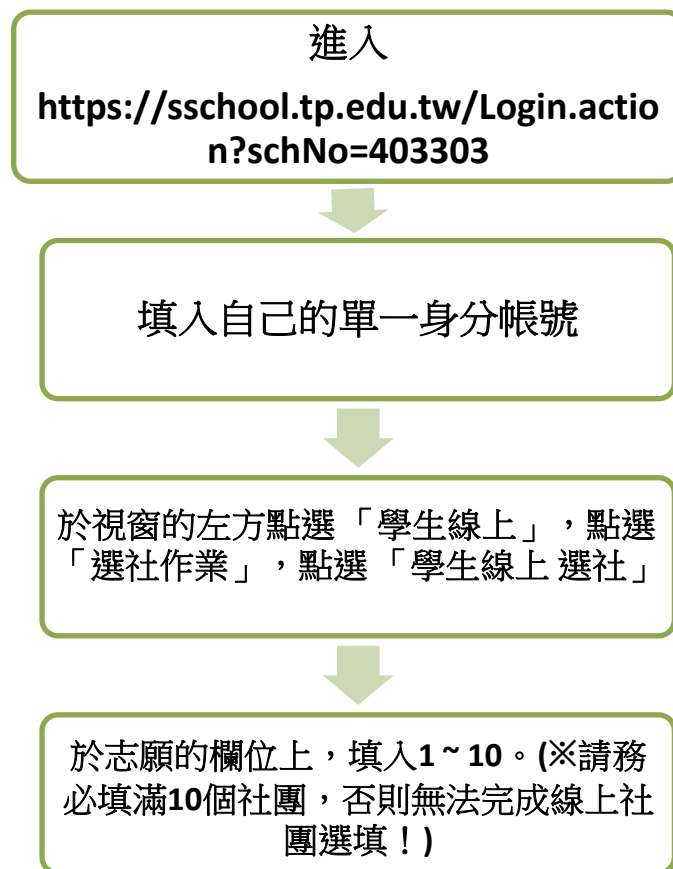 進入
https://sschool.tp.edu.tw/Login.actio
n?schNo=403303
填入自己的單一身分帳號
於視窗的左方點選「學生線上」，點選
「選社作業」，點選「學生線上 選社」
於志願的欄位上，填入1 ~ 10。(※請務
必填滿10個社團，否則無法完成線上社
團選填！)